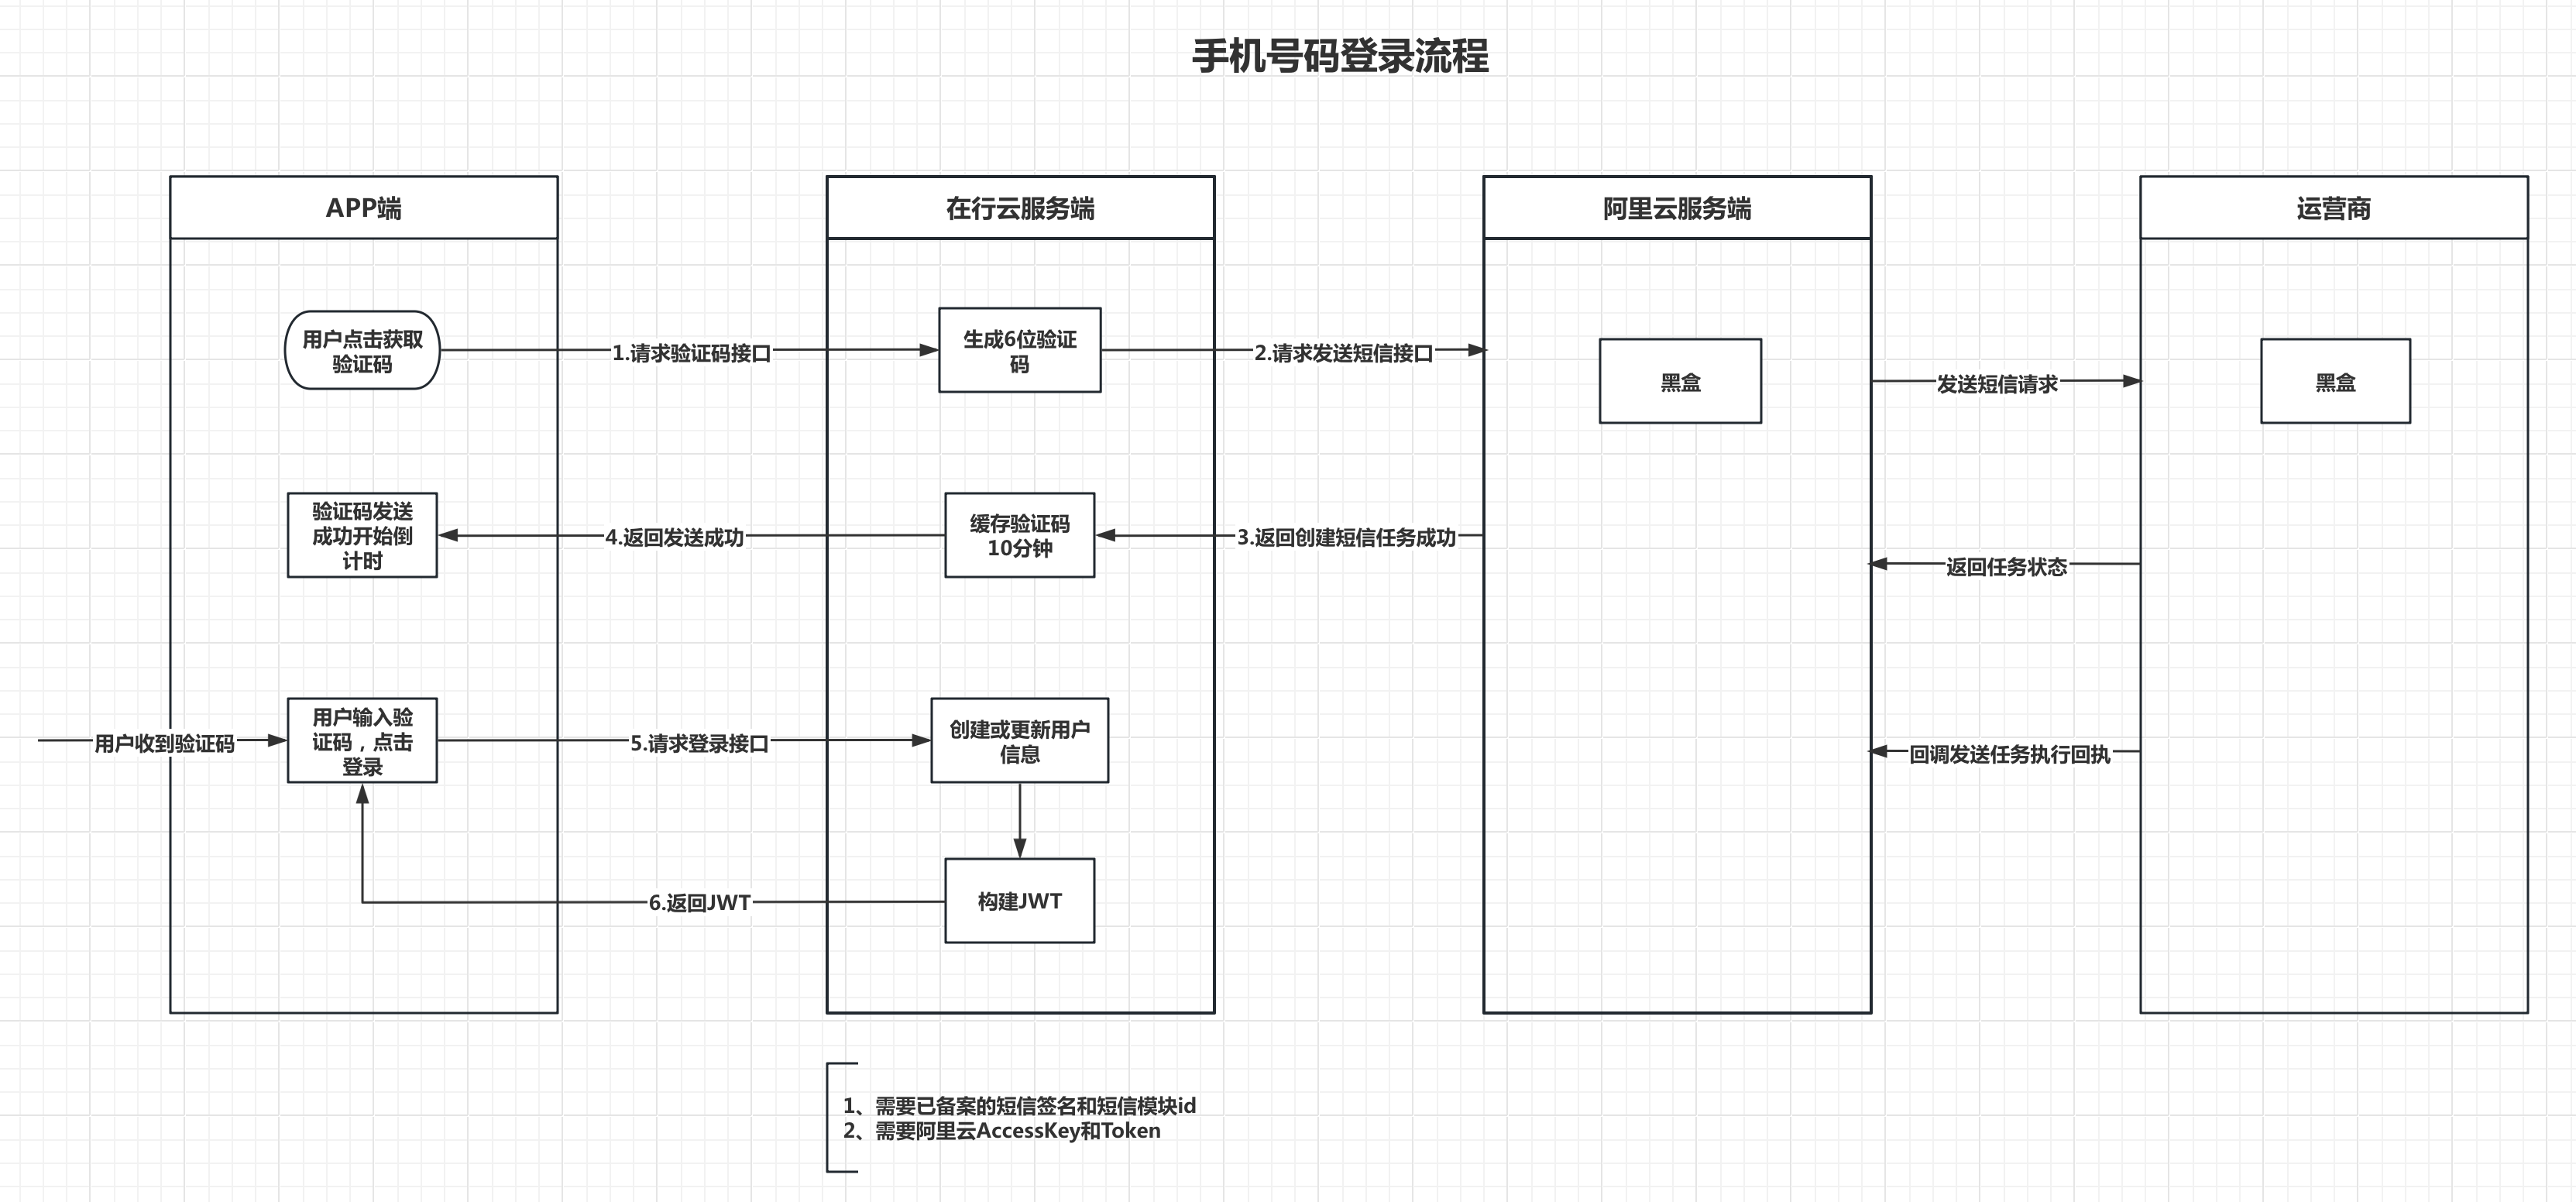 手机号码登录流程
APP端
在行云服务端
阿里云服务端
运营商
用户点击获取
验证码
1.请求验证码接口
生成6位验证
码
2.请求发送短信接口
黑盒
发送短信请求
黑盒
验证码发送
成功开始倒
计时
4.返回发送成功
缓存验证码
10分钟
3.返回创建短信任务成功
返回任务状态
用户收到验证码
用户输入验
证码，点击
登录
5.请求登录接口
创建或更新用户
信息
回调发送任务执行回执
6.返回JWT
构建JWT
1、需要已备案的短信签名和短信模块id
2、需要阿里云AccessKey和Token